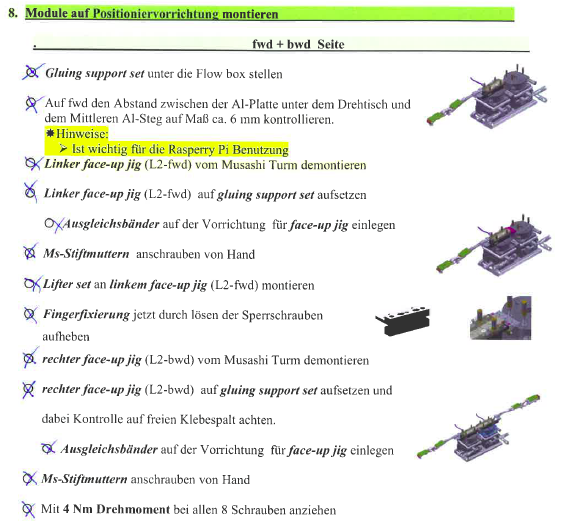 8. Module auf Positioniervorrichtung montieren
. fwd + bwd Seite
Gluing support set unter die Flow box stellen
Auf fwd den Abstand zwischen der Al-Platte unter dem Drehtisch und
dem Mittleren Al-Steg auf Maß ca. 6 mm kontrollieren.
✷Hinweise:
➢ Ist wichtig für die Rasperry Pi Benutzung
Linker face-up jig (L2-fwd) vom Musashi Turm demontieren
Linker face-up jig (L2-fwd) auf gluing support set aufsetzen
Ausgleichsbänder auf der Vorrichtung für face-up jig einlegen
Ms-Stiftmuttern anschrauben von Hand
Lifter set an linkem face-up jig (L2-fwd) montieren
Fingerfixierung jetzt durch lösen der Sperrschrauben
aufheben
rechter face-up jig (L2-bwd) vom Musashi Turm demontieren
rechter face-up jig (L2-bwd) auf gluing support set aufsetzen und
dabei Kontrolle auf freien Klebespalt achten.
Ausgleichsbänder auf der Vorrichtung für face-up jig einlegen
Ms-Stiftmuttern anschrauben von Hand
Mit 4 Nm Drehmoment bei allen 8 Schrauben anziehen